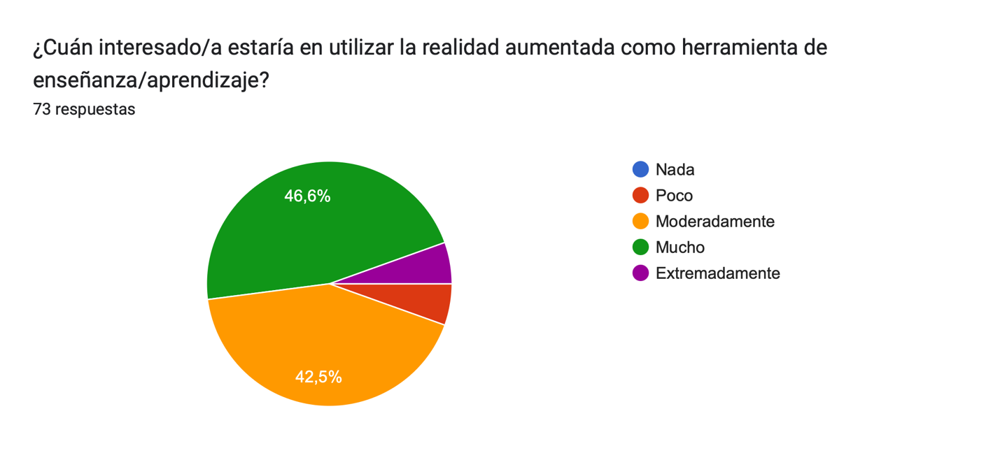 ¿Cuán interesado/a estaría en utilizar la realidad aumentada como herramienta de
enseñanza/aprendizaje?
73 respuestas
46,6%
42,5%
Nada
Poco
Moderadamente
Mucho
Extremadamente